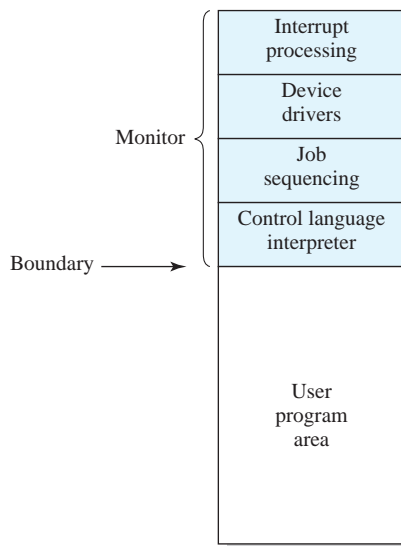 Interrupt
processing
Device
drivers
Monitor
Job
sequencing
Control language
interpreter
Boundary
User
program
area